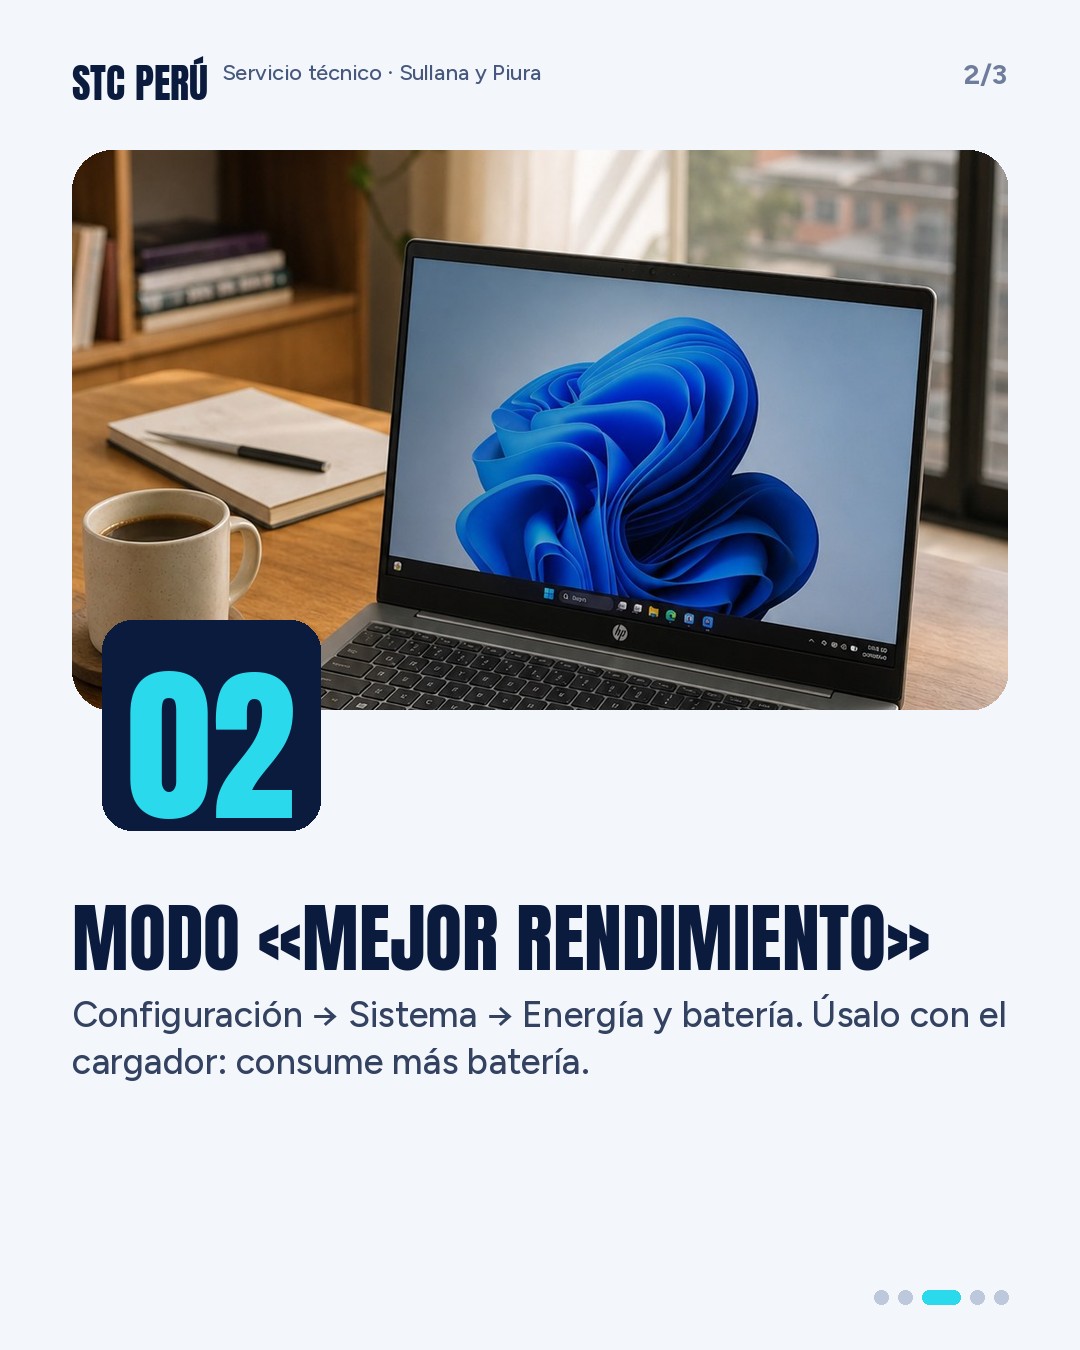 STC PERÚ Servicio técnico · Sullana y Piura
2/3
hp
02
MODO «MEJOR RENDIMIENTO»
Configuración → Sistema → Energía y batería. Úsalo con el
cargador: consume más batería.